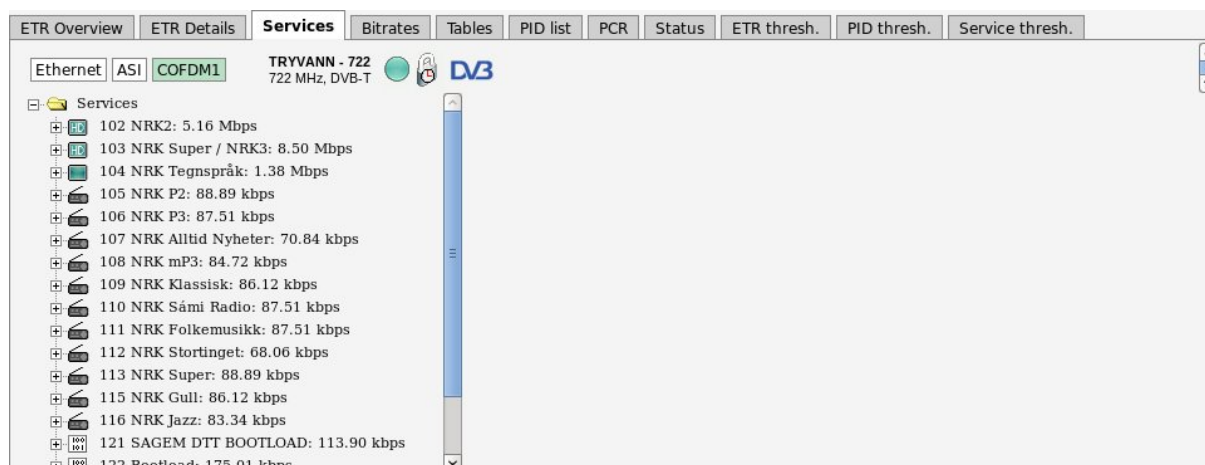 ETR Overview ETR Details Services Bitrates Tables PID list PCR Status ETR thresh. PID thresh. Service thresh.
Ethernet ASI COFDM1 TRYVANN - 722 DVB
722 MHz, DVB-T
Services
HD 102 NRK2: 5.16 Mbps
HD 103 NRK Super / NRK3: 8.50 Mbps
104 NRK Tegnspråk: 1.38 Mbps
105 NRK P2: 88.89 kbps
106 NRK P3: 87.51 kbps
107 NRK Alltid Nyheter: 70.84 kbps
108 NRK mP3: 84.72 kbps
109 NRK Klassisk: 86.12 kbps
110 NRK Sámi Radio: 87.51 kbps
111 NRK Folkemusikk: 87.51 kbps
112 NRK Stortinget: 68.06 kbps
113 NRK Super: 88.89 kbps
115 NRK Gull: 86.12 kbps
116 NRK Jazz: 83.34 kbps
121 SAGEM DTT BOOTLOAD: 113.90 kbps
122 Bootload: 175.01 kbps